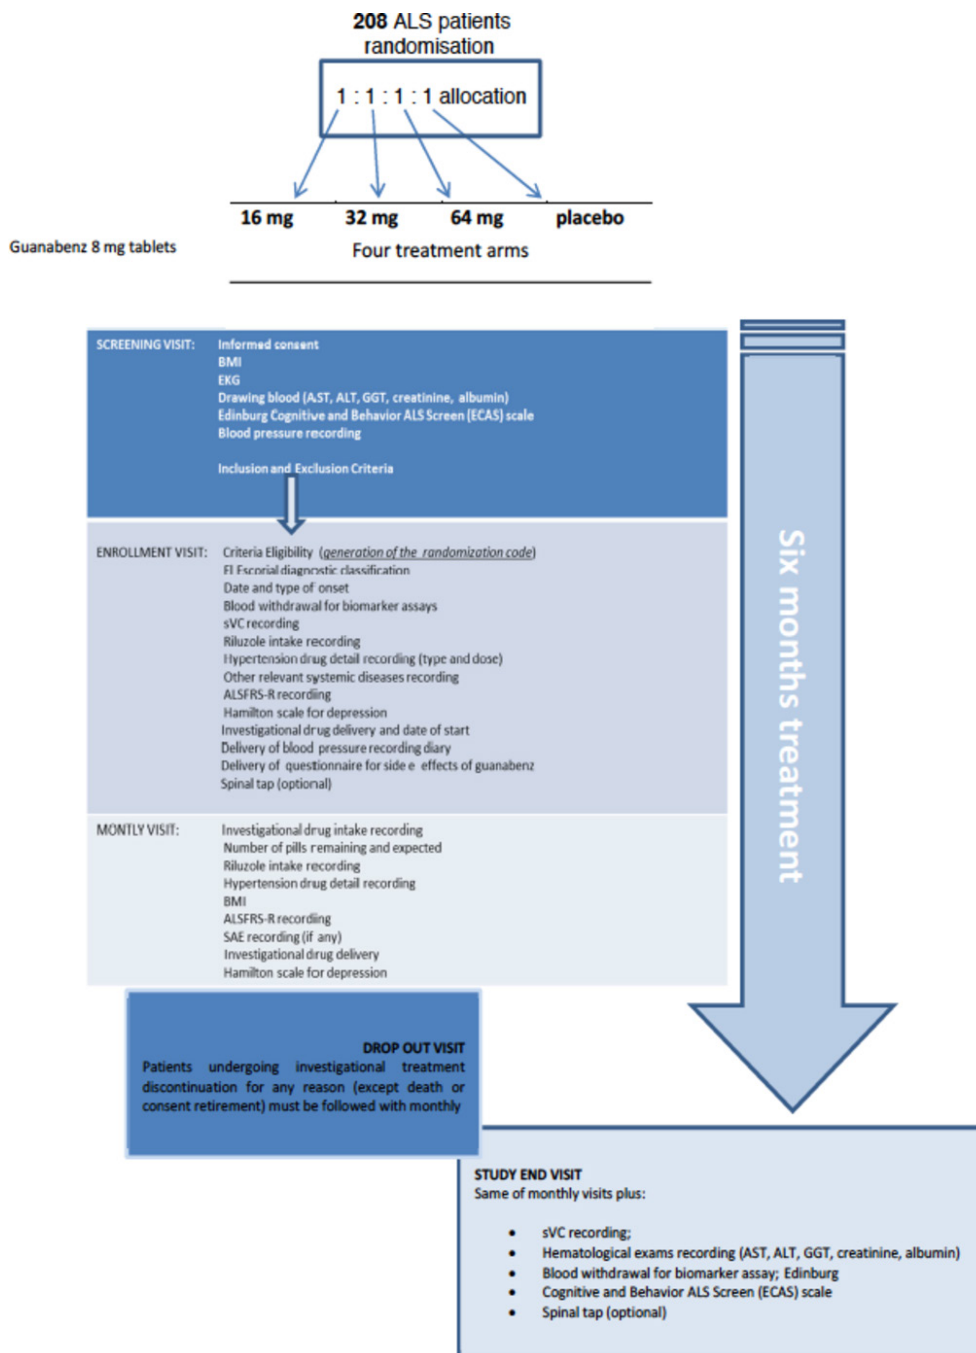 208 ALS patients
randomisation
1 : 1 : 1 : 1 allocation
16 mg 32 mg 64 mg placebo
Guanabenz 8 mg tablets
Four treatment arms
SCREENING VISIT: Informed consent
BMI
EKG
Drawing blood (AST, ALT, GGT, creatinine, albumin)
Edinburg Cognitive and Behavior ALS Screen (ECAS) scale
Blood pressure recording
Inclusion and Exclusion Criteria
ENROLLMENT VISIT: Criteria Eligibility (generation of the randomization code)
El Escorial diagnostic classification
Date and type of onset
Blood withdrawal for biomarker assays
sVC recording
Riluzole intake recording
Hypertension drug detail recording (type and dose)
Other relevant systemic diseases recording
ALSFRS-R recording
Hamilton scale for depression
Investigational drug delivery and date of start
Delivery of blood pressure recording diary
Delivery of questionnaire for side e effects of guanabenz
Spinal tap (optional)
MONTLY VISIT: Investigational drug intake recording
Number of pills remaining and expected
Riluzole intake recording
Hypertension drug detail recording
BMI
ALSFRS-R recording
SAE recording (if any)
Investigational drug delivery
Hamilton scale for depression
Six months treatment
DROP OUT VISIT
Patients undergoing investigational treatment
discontinuation for any reason (except death or
consent retirement) must be followed with monthly
STUDY END VISIT
Same of monthly visits plus:
• sVC recording;
• Hematological exams recording (AST, ALT, GGT, creatinine, albumin)
• Blood withdrawal for biomarker assay; Edinburg
• Cognitive and Behavior ALS Screen (ECAS) scale
• Spinal tap (optional)